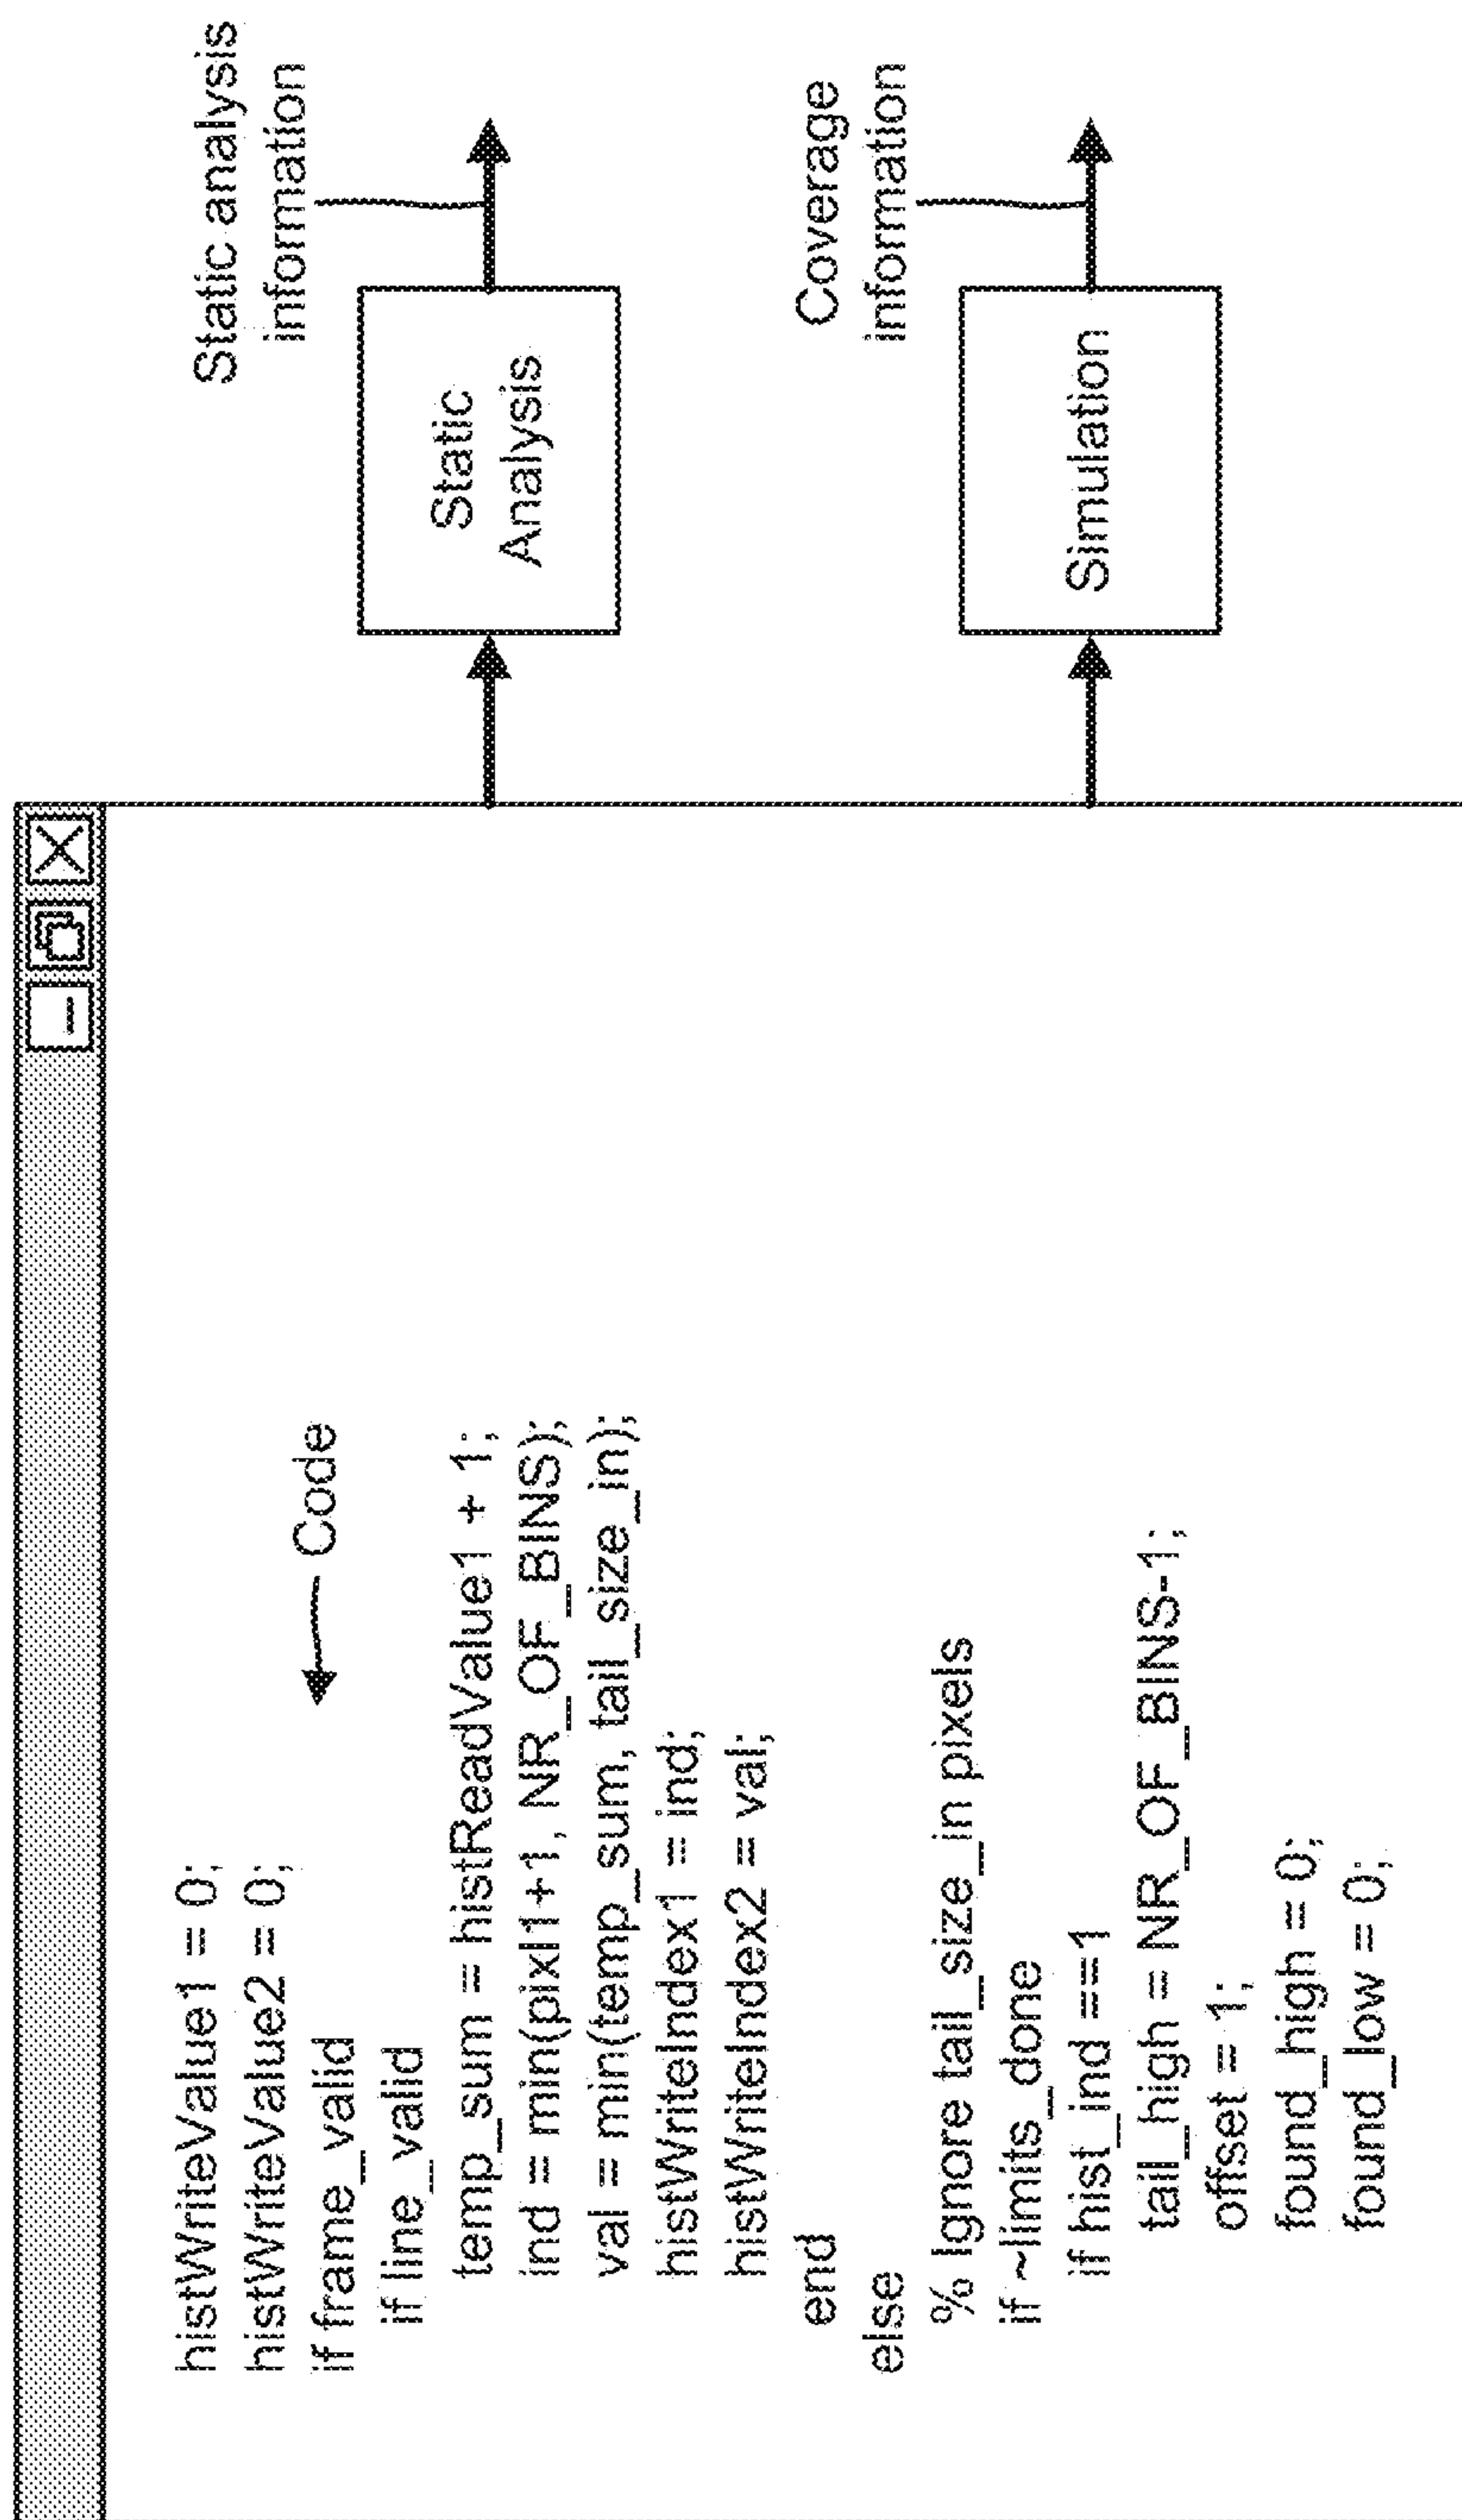 histWriteValue1 = 0;
histWriteValue2 = 0;
if frame_valid
if line_valid
temp_sum = histReadValue1 + 1;
ind = min(pixl1+1, NR_OF_BINS);
val = min(temp_sum, tail_size_in);
histWriteIndex1 = ind;
histWriteIndex2 = val;
end
else
% Ignore tail_size_in pixels
if ~limits_done
if hist_ind ==1
tail_high = NR_OF_BINS-1;
offset = 1;
found_high = 0;
found_low = 0;
Code
Static analysis
information
Static
Analysis
Coverage
information
Simulation